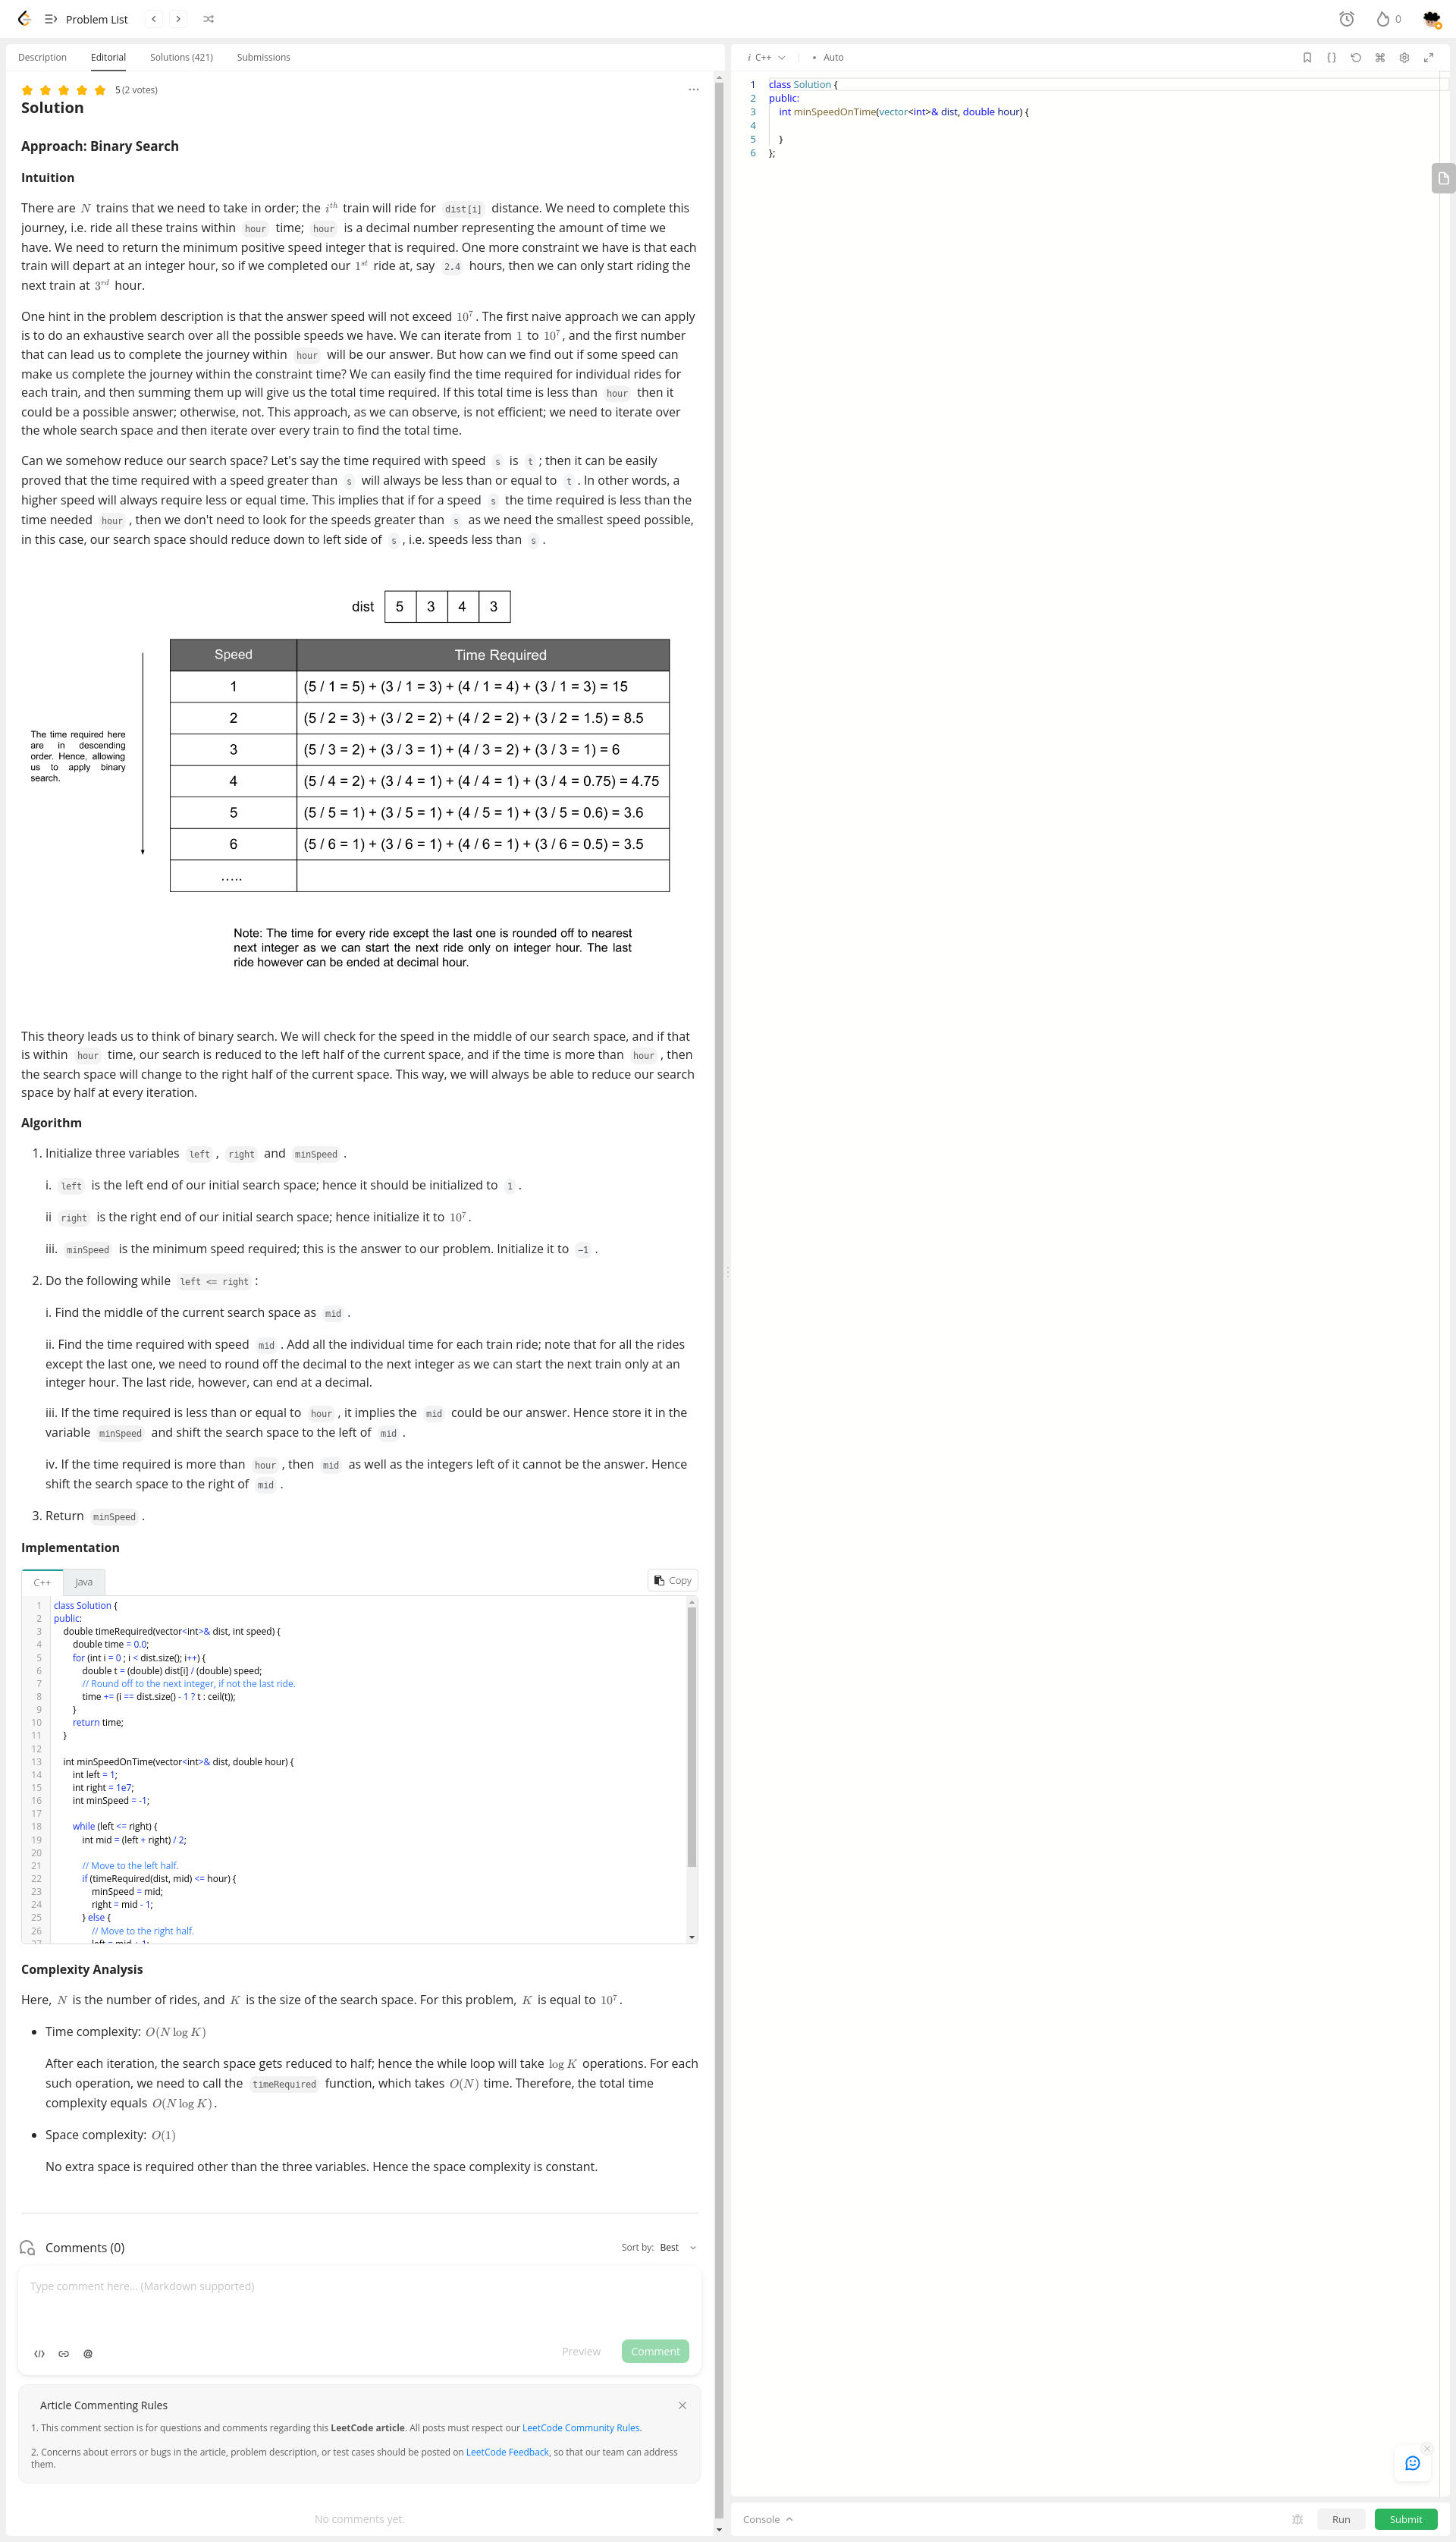 Problem List
0
Description Editorial Solutions (421) Submissions
5 (2 votes)
Solution
Approach: Binary Search
Intuition
There are N trains that we need to take in order; the i^th train will ride for dist[i] distance. We need to complete this
journey, i.e. ride all these trains within hour time; hour is a decimal number representing the amount of time we
have. We need to return the minimum positive speed integer that is required. One more constraint we have is that each
train will depart at an integer hour, so if we completed our 1^st ride at, say 2.4 hours, then we can only start riding the
next train at 3^rd hour.
One hint in the problem description is that the answer speed will not exceed 10^7. The first naive approach we can apply
is to do an exhaustive search over all the possible speeds we have. We can iterate from 1 to 10^7, and the first number
that can lead us to complete the journey within hour will be our answer. But how can we find out if some speed can
make us complete the journey within the constraint time? We can easily find the time required for individual rides for
each train, and then summing them up will give us the total time required. If this total time is less than hour then it
could be a possible answer; otherwise, not. This approach, as we can observe, is not efficient; we need to iterate over
the whole search space and then iterate over every train to find the total time.
Can we somehow reduce our search space? Let's say the time required with speed s is t; then it can be easily
proved that the time required with a speed greater than s will always be less than or equal to t. In other words, a
higher speed will always require less or equal time. This implies that if for a speed s the time required is less than the
time needed hour, then we don't need to look for the speeds greater than s as we need the smallest speed possible,
in this case, our search space should reduce down to left side of s, i.e. speeds less than s.
dist 5 3 4 3
Speed Time Required
1 (5 / 1 = 5) + (3 / 1 = 3) + (4 / 1 = 4) + (3 / 1 = 3) = 15
2 (5 / 2 = 3) + (3 / 2 = 2) + (4 / 2 = 2) + (3 / 2 = 1.5) = 8.5
3 (5 / 3 = 2) + (3 / 3 = 1) + (4 / 3 = 2) + (3 / 3 = 1) = 6
4 (5 / 4 = 2) + (3 / 4 = 1) + (4 / 4 = 1) + (3 / 4 = 0.75) = 4.75
5 (5 / 5 = 1) + (3 / 5 = 1) + (4 / 5 = 1) + (3 / 5 = 0.6) = 3.6
6 (5 / 6 = 1) + (3 / 6 = 1) + (4 / 6 = 1) + (3 / 6 = 0.5) = 3.5
.....
The time required here
are in descending
order. Hence, allowing
us to apply binary
search.
Note: The time for every ride except the last one is rounded off to nearest
next integer as we can start the next ride only on integer hour. The last
ride however can be ended at decimal hour.
This theory leads us to think of binary search. We will check for the speed in the middle of our search space, and if that
is within hour time, our search is reduced to the left half of the current space, and if the time is more than hour, then
the search space will change to the right half of the current space. This way, we will always be able to reduce our search
space by half at every iteration.
Algorithm
1. Initialize three variables left, right and minSpeed.
i. left is the left end of our initial search space; hence it should be initialized to 1.
ii right is the right end of our initial search space; hence initialize it to 10^7.
iii. minSpeed is the minimum speed required; this is the answer to our problem. Initialize it to -1.
2. Do the following while left <= right:
i. Find the middle of the current search space as mid.
ii. Find the time required with speed mid. Add all the individual time for each train ride; note that for all the rides
except the last one, we need to round off the decimal to the next integer as we can start the next train only at an
integer hour. The last ride, however, can end at a decimal.
iii. If the time required is less than or equal to hour, it implies the mid could be our answer. Hence store it in the
variable minSpeed and shift the search space to the left of mid.
iv. If the time required is more than hour, then mid as well as the integers left of it cannot be the answer. Hence
shift the search space to the right of mid.
3. Return minSpeed.
Implementation
C++ Java Copy
1 class Solution {
2 public:
3 double timeRequired(vector<int>& dist, int speed) {
4 double time = 0.0;
5 for (int i = 0 ; i < dist.size(); i++) {
6 double t = (double) dist[i] / (double) speed;
7 // Round off to the next integer, if not the last ride.
8 time += (i == dist.size() - 1 ? t : ceil(t));
9 }
10 return time;
11 }
12
13 int minSpeedOnTime(vector<int>& dist, double hour) {
14 int left = 1;
15 int right = 1e7;
16 int minSpeed = -1;
17
18 while (left <= right) {
19 int mid = (left + right) / 2;
20
21 // Move to the left half.
22 if (timeRequired(dist, mid) <= hour) {
23 minSpeed = mid;
24 right = mid - 1;
25 } else {
26 // Move to the right half.
27 left = mid + 1;
Complexity Analysis
Here, N is the number of rides, and K is the size of the search space. For this problem, K is equal to 10^7.
• Time complexity: O(N log K)
After each iteration, the search space gets reduced to half; hence the while loop will take log K operations. For each
such operation, we need to call the timeRequired function, which takes O(N) time. Therefore, the total time
complexity equals O(N log K).
• Space complexity: O(1)
No extra space is required other than the three variables. Hence the space complexity is constant.
Comments (0) Sort by: Best
Type comment here... (Markdown supported)
Preview Comment
Article Commenting Rules
1. This comment section is for questions and comments regarding this LeetCode article. All posts must respect our LeetCode Community Rules.
2. Concerns about errors or bugs in the article, problem description, or test cases should be posted on LeetCode Feedback, so that our team can address
them.
No comments yet.
i C++ • Auto
1 class Solution {
2 public:
3 int minSpeedOnTime(vector<int>& dist, double hour) {
4
5 }
6 };
Console Run Submit